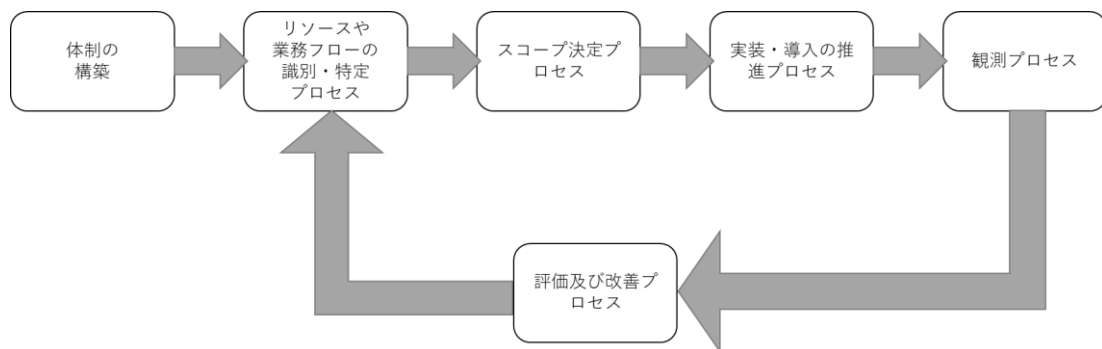 体制の
構築
リソースや
業務フローの
識別・特定
プロセス
スコープ決定プ
ロセス
実装・導入の推
進プロセス
観測プロセス
評価及び改善プ
ロセス